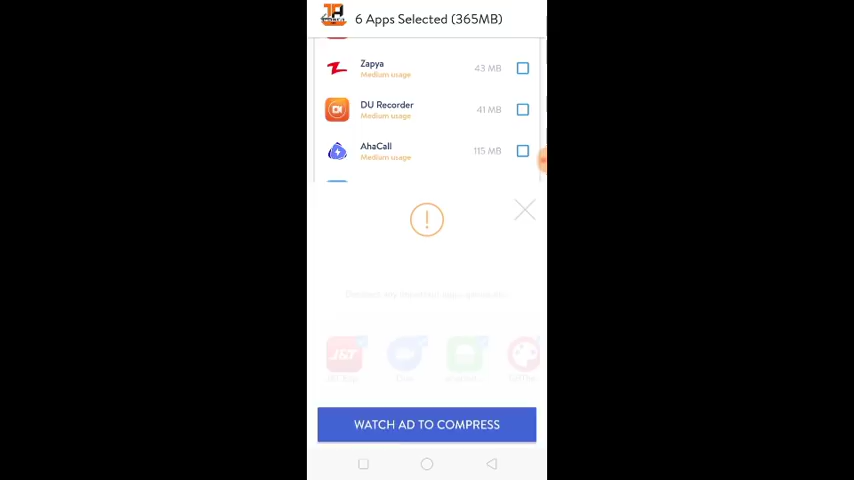 6 Apps Selected (365MB)
Zapya
Medium usage
43 MB
DU Recorder
Medium usage
41 MB
AhaCall
Medium usage
115 MB
J&T
WATCH AD TO COMPRESS